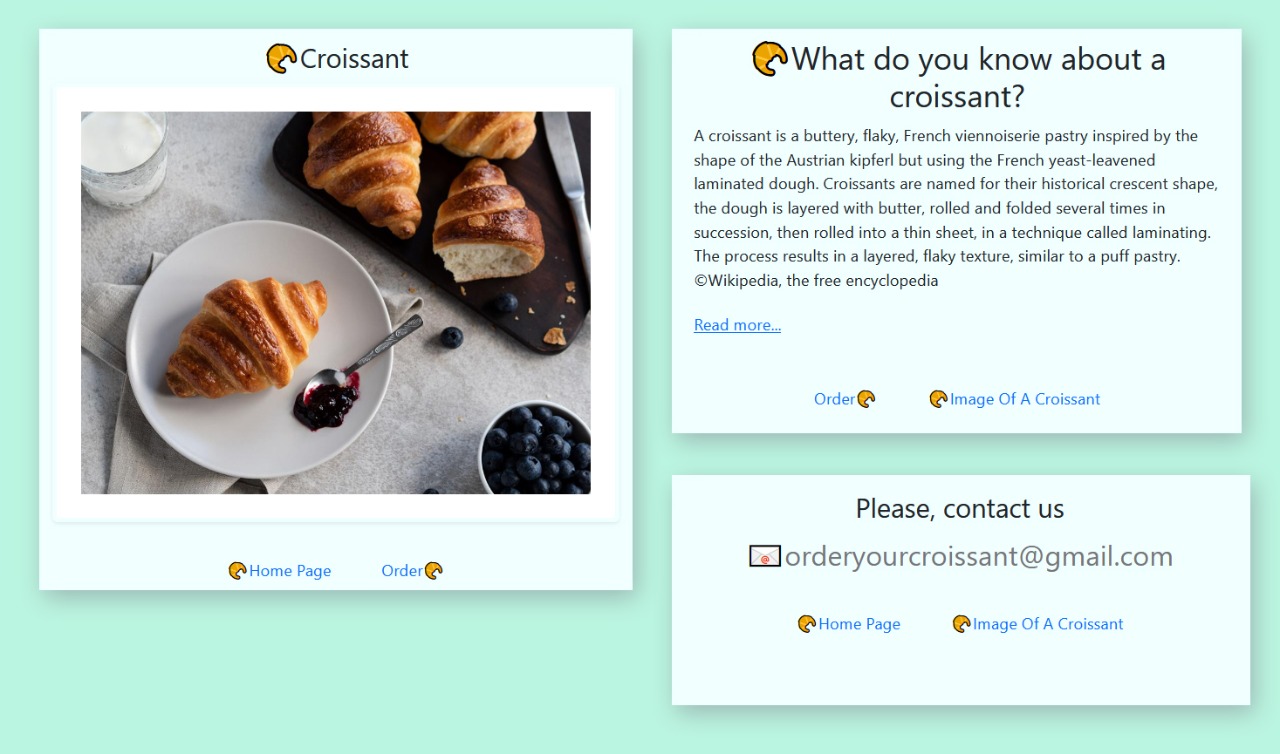 Croissant
Home Page Order
What do you know about a
croissant?
A croissant is a buttery, flaky, French viennoiserie pastry inspired by the
shape of the Austrian kipferl but using the French yeast-leavened
laminated dough. Croissants are named for their historical crescent shape,
the dough is layered with butter, rolled and folded several times in
succession, then rolled into a thin sheet, in a technique called laminating.
The process results in a layered, flaky texture, similar to a puff pastry.
©Wikipedia, the free encyclopedia
Read more...
Order Image Of A Croissant
Please, contact us
orderyourcroissant@gmail.com
Home Page Image Of A Croissant